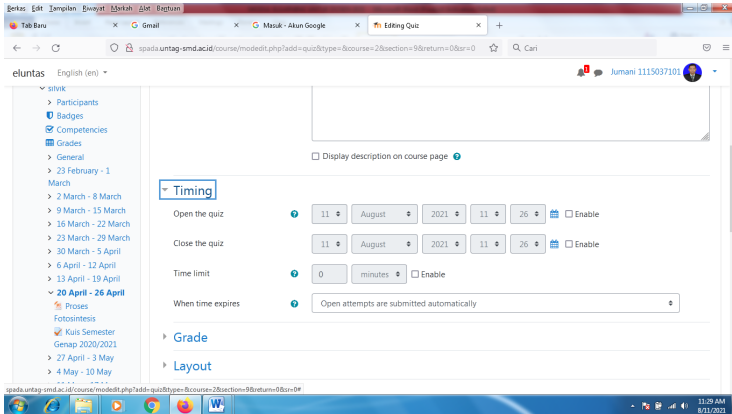 Berkas Edit Tampilan Riwayat Markah Alat Bantuan
Tab Baru
Gmail
Masuk - Akun Google
Editing Quiz
spada.untag-smd.ac.id/course/modedit.php?add=quiz&type=&course=2&section=9&return=0&sr=0
Cari
eluntas English (en)
1
Jumani 1115037101
silvik
Participants
Badges
Competencies
Grades
General
23 February - 1
March
2 March - 8 March
9 March - 15 March
16 March - 22 March
23 March - 29 March
30 March - 5 April
6 April - 12 April
13 April - 19 April
20 April - 26 April
Proses
Fotosintesis
Kuis Semester
Genap 2020/2021
27 April - 3 May
4 May - 10 May
Display description on course page
Timing
Open the quiz 11 August 2021 11 26 Enable
Close the quiz 11 August 2021 11 26 Enable
Time limit 0 minutes Enable
When time expires Open attempts are submitted automatically
Grade
Layout
spada.untag-smd.ac.id/course/modedit.php?add=quiz&type=&course=2&section=9&return=0&sr=0#
11:29 AM
8/11/2021